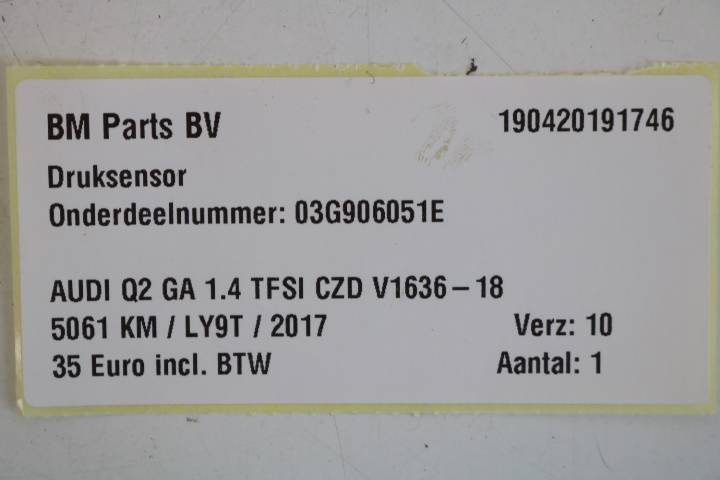 BM Parts BV 190420191746
Druksensor
Onderdeelnummer: 03G906051E
AUDI Q2 GA 1.4 TFSI CZD V1636-18
5061 KM / LY9T / 2017 Verz: 10
35 Euro incl. BTW Aantal: 1